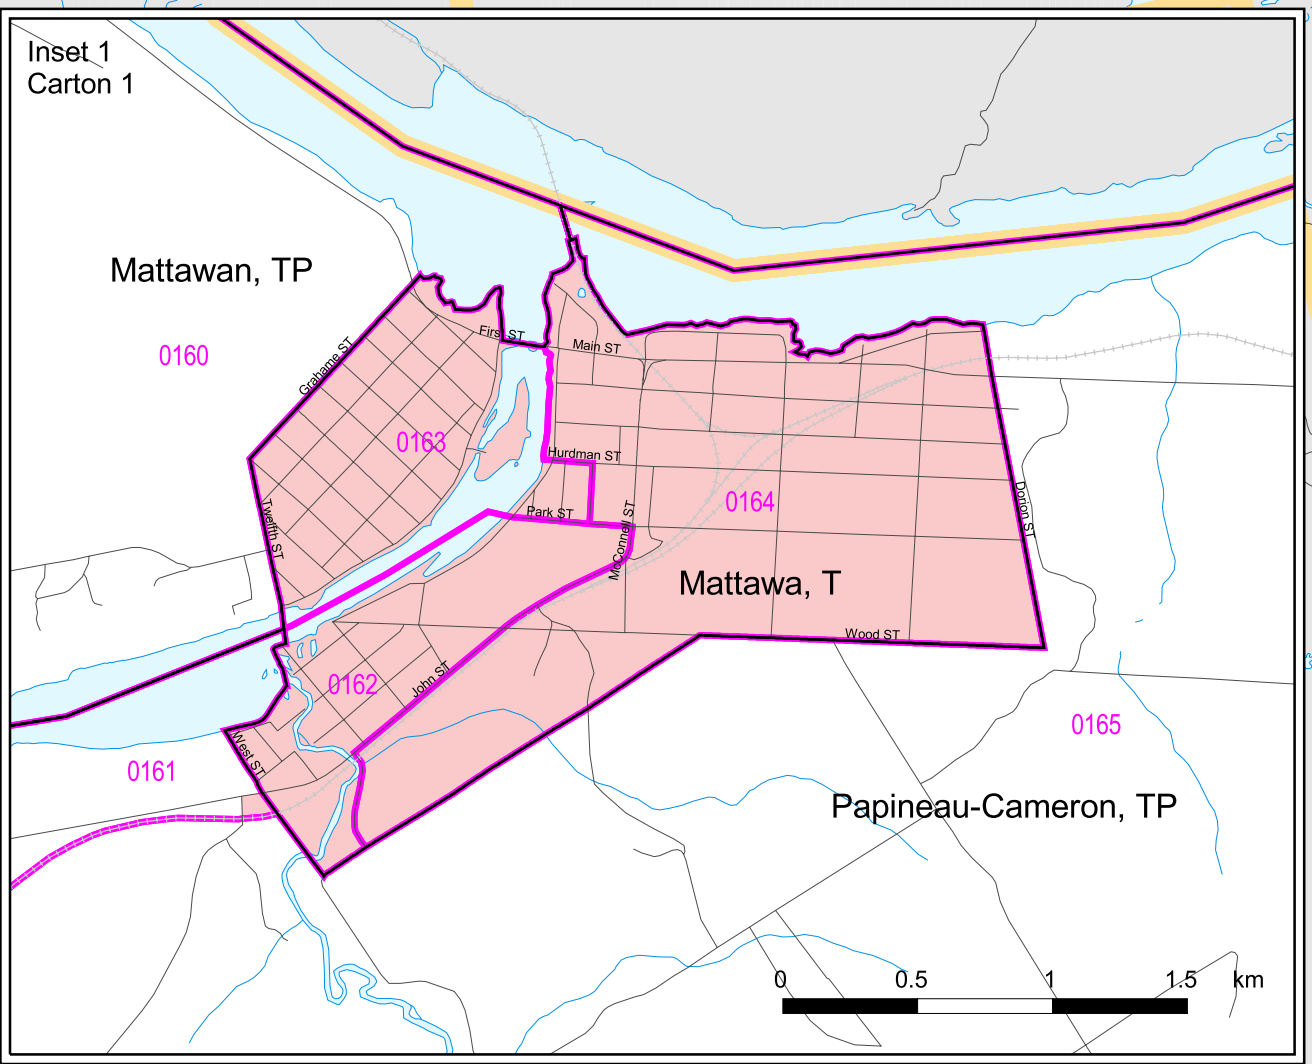 Inset 1
Carton 1
Mattawan, TP
0160
Grahame ST
First ST
Main ST
0163
Hurdman ST
Park ST
McConnell ST
0164
Dorion ST
Twelfth ST
Mattawa, T
Wood ST
0162
John ST
West ST
0161
0165
Papineau-Cameron, TP
0 0.5 1 1.5 km